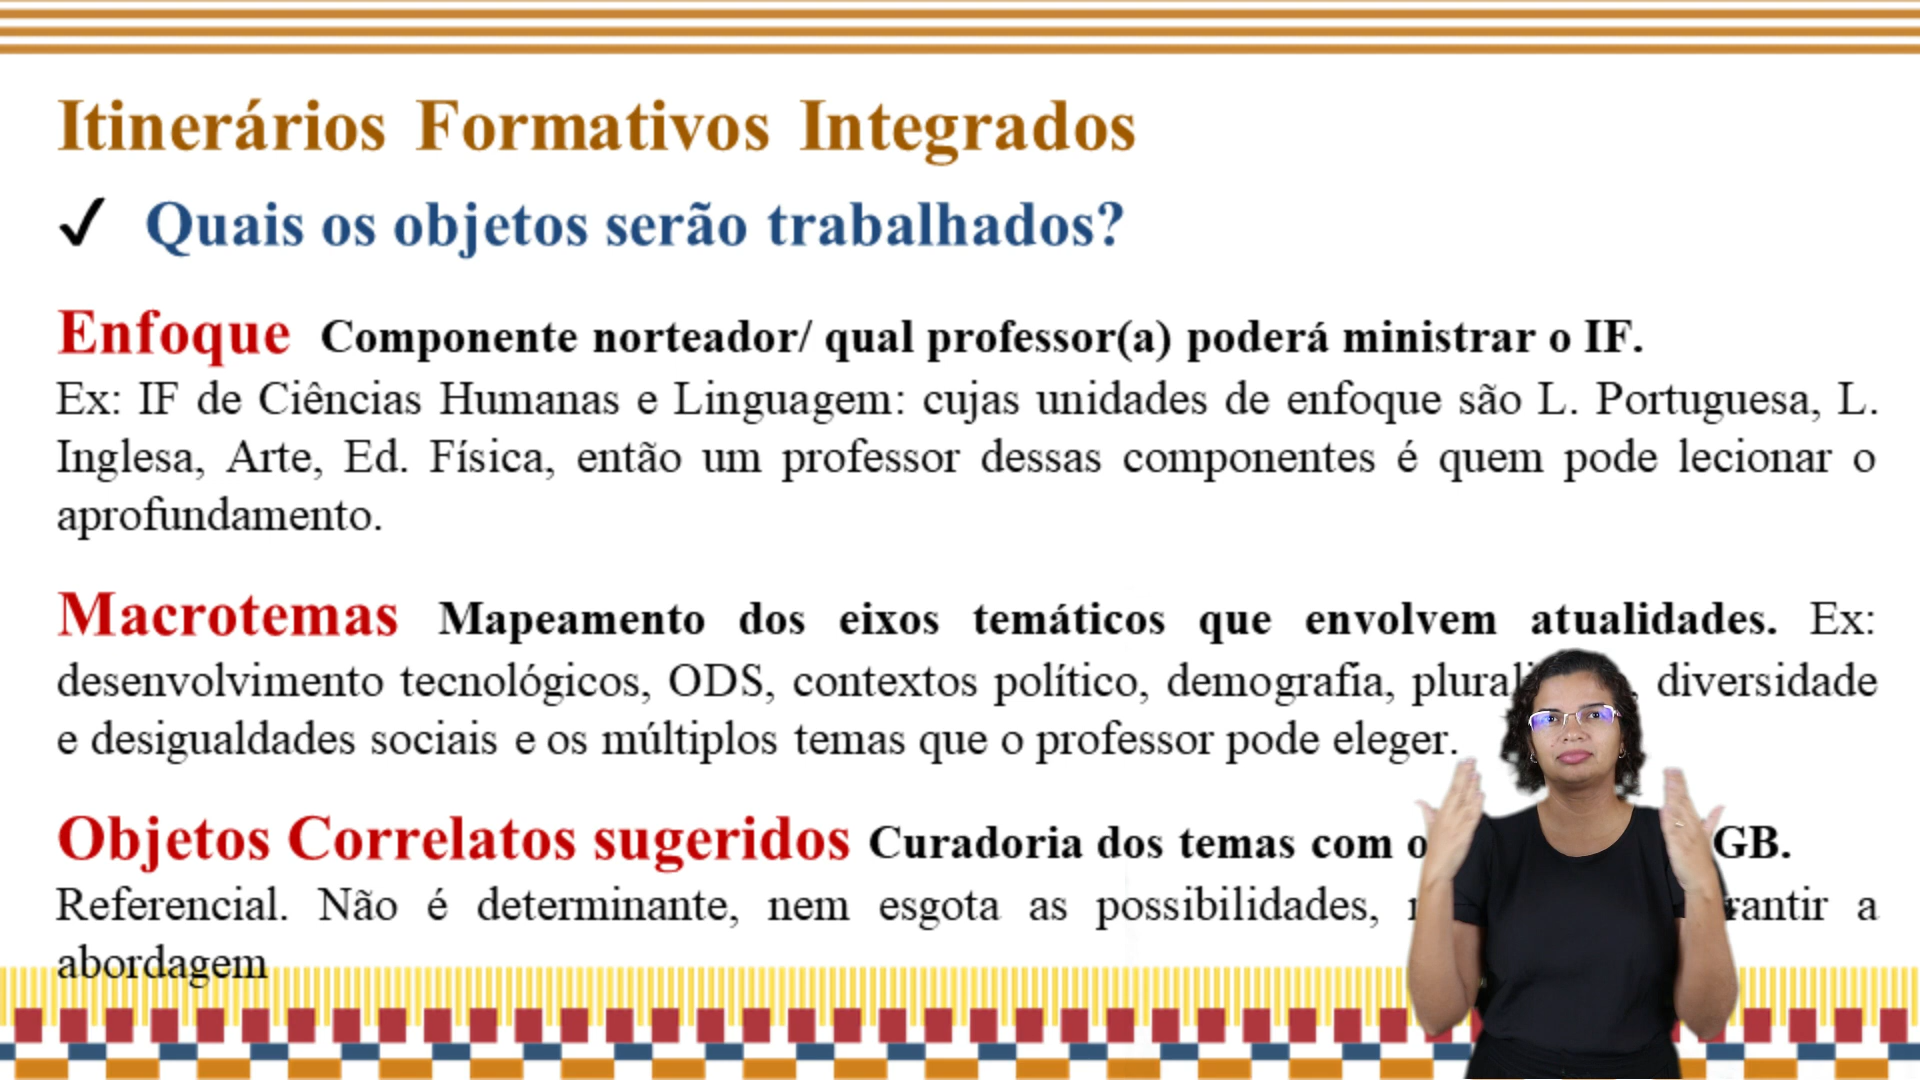 Itinerários Formativos Integrados
✓ Quais os objetos serão trabalhados?
Enfoque Componente norteador/ qual professor(a) poderá ministrar o IF.
Ex: IF de Ciências Humanas e Linguagem: cujas unidades de enfoque são L. Portuguesa, L.
Inglesa, Arte, Ed. Física, então um professor dessas componentes é quem pode lecionar o
aprofundamento.
Macrotemas Mapeamento dos eixos temáticos que envolvem atualidades. Ex:
desenvolvimento tecnológicos, ODS, contextos político, demografia, diversidade
e desigualdades sociais e os múltiplos temas que o professor pode eleger.
Objetos Correlatos sugeridos Curadoria dos temas com GB.
Referencial. Não é determinante, nem esgota as possibilidades, a
abordagem